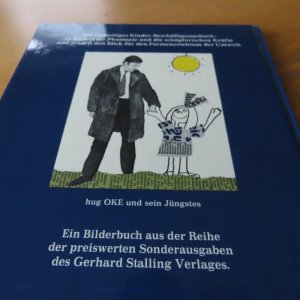 Ein vielseitiges Kinder-Beschäftigungsbuch,
es fördert die Phantasie und die schöpferischen Kräfte
und schärft den Blick für den Formenreichtum der Umwelt.
hug OKE und sein Jüngstes
Ein Bilderbuch aus der Reihe
der preiswerten Sonderausgaben
des Gerhard Stalling Verlages.